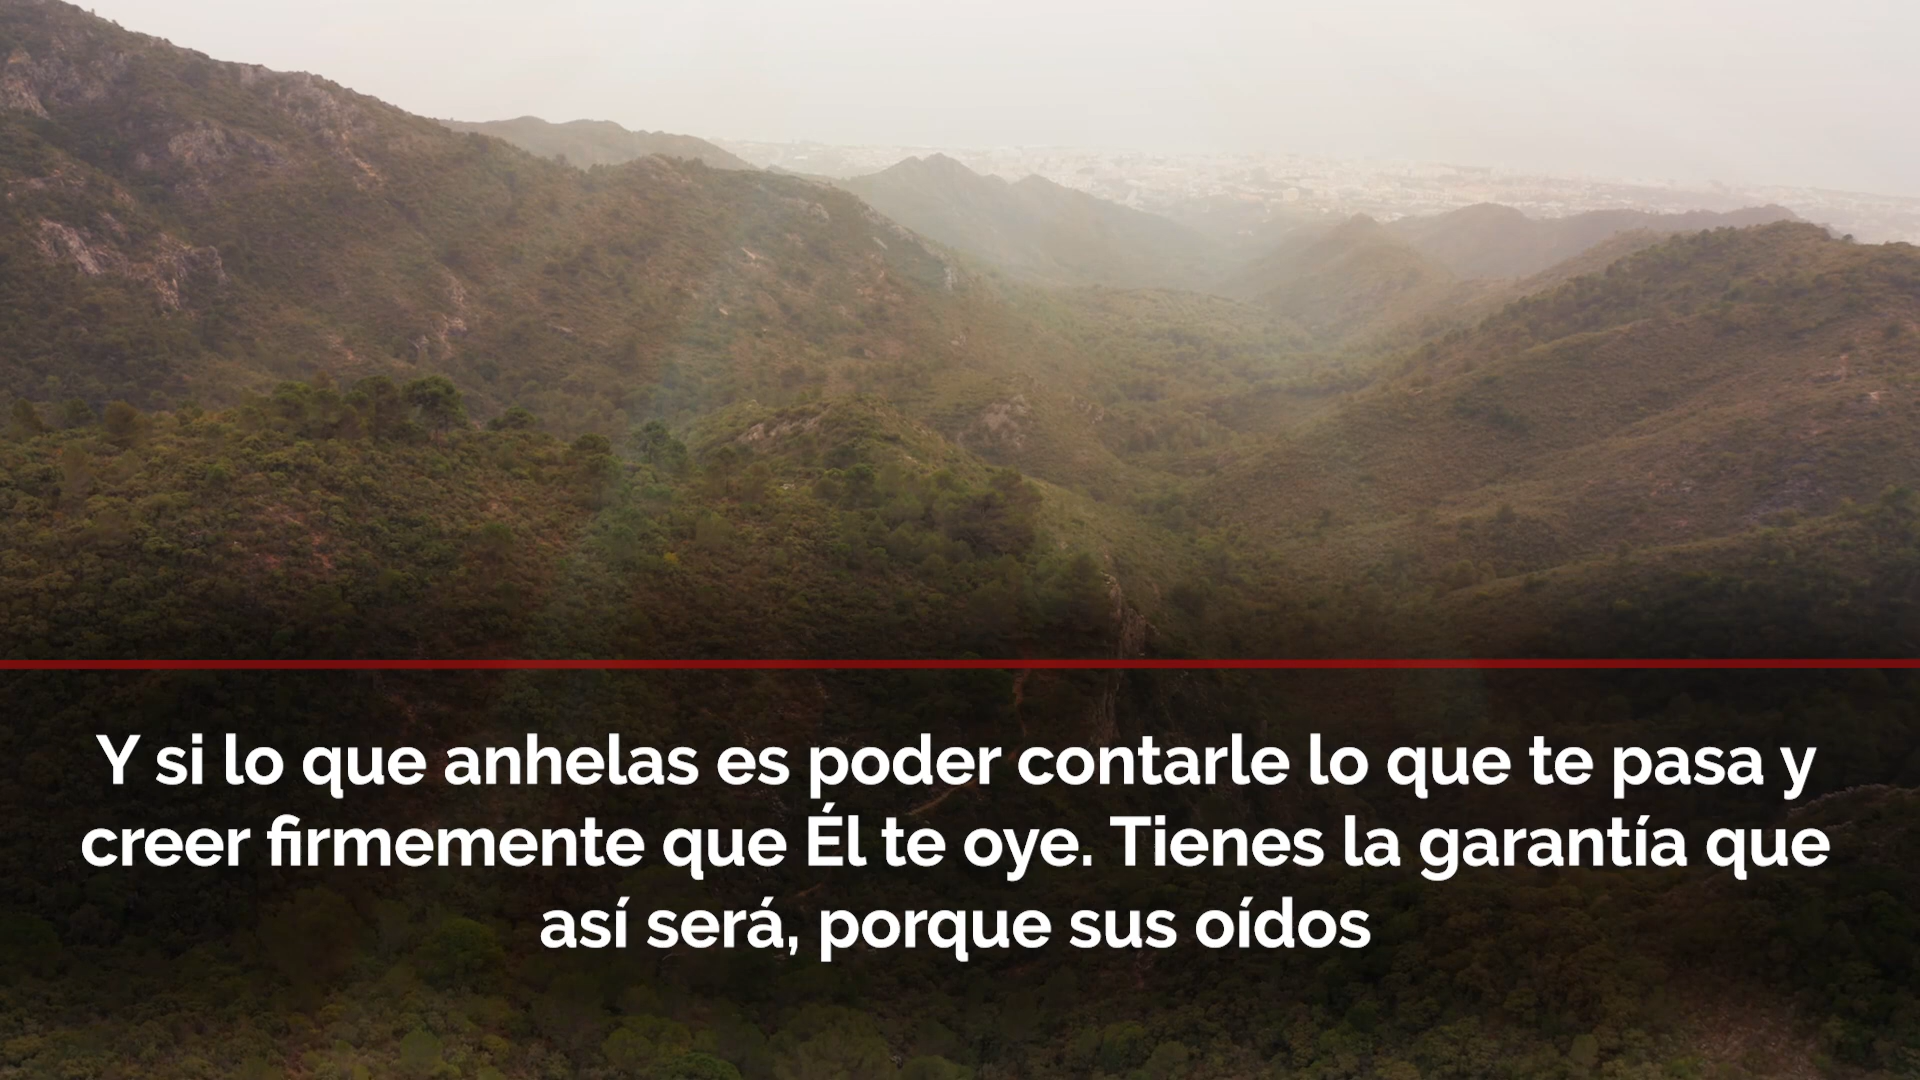 Y si lo que anhelas es poder contarle lo que te pasa y
creer firmemente que Él te oye. Tienes la garantía que
así será, porque sus oídos